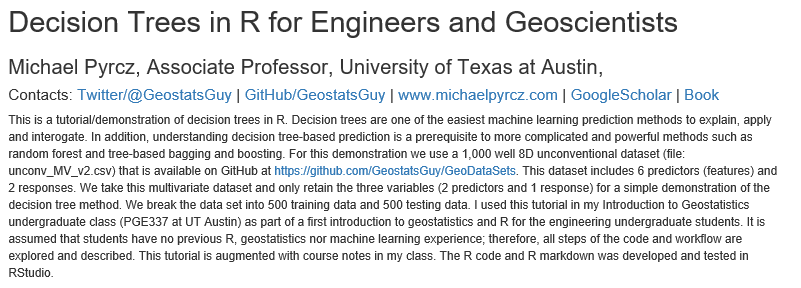 Decision Trees in R for Engineers and Geoscientists
Michael Pyrcz, Associate Professor, University of Texas at Austin,
Contacts: Twitter/@GeostatsGuy | GitHub/GeostatsGuy | www.michaelpyrcz.com | GoogleScholar | Book
This is a tutorial/demonstration of decision trees in R. Decision trees are one of the easiest machine learning prediction methods to explain, apply
and interogate. In addition, understanding decision tree-based prediction is a prerequisite to more complicated and powerful methods such as
random forest and tree-based bagging and boosting. For this demonstration we use a 1,000 well 8D unconventional dataset (file:
unconv_MV_v2.csv) that is available on GitHub at https://github.com/GeostatsGuy/GeoDataSets. This dataset includes 6 predictors (features) and
2 responses. We take this multivariate dataset and only retain the three variables (2 predictors and 1 response) for a simple demonstration of the
decision tree method. We break the data set into 500 training data and 500 testing data. I used this tutorial in my Introduction to Geostatistics
undergraduate class (PGE337 at UT Austin) as part of a first introduction to geostatistics and R for the engineering undergraduate students. It is
assumed that students have no previous R, geostatistics nor machine learning experience; therefore, all steps of the code and workflow are
explored and described. This tutorial is augmented with course notes in my class. The R code and R markdown was developed and tested in
RStudio.